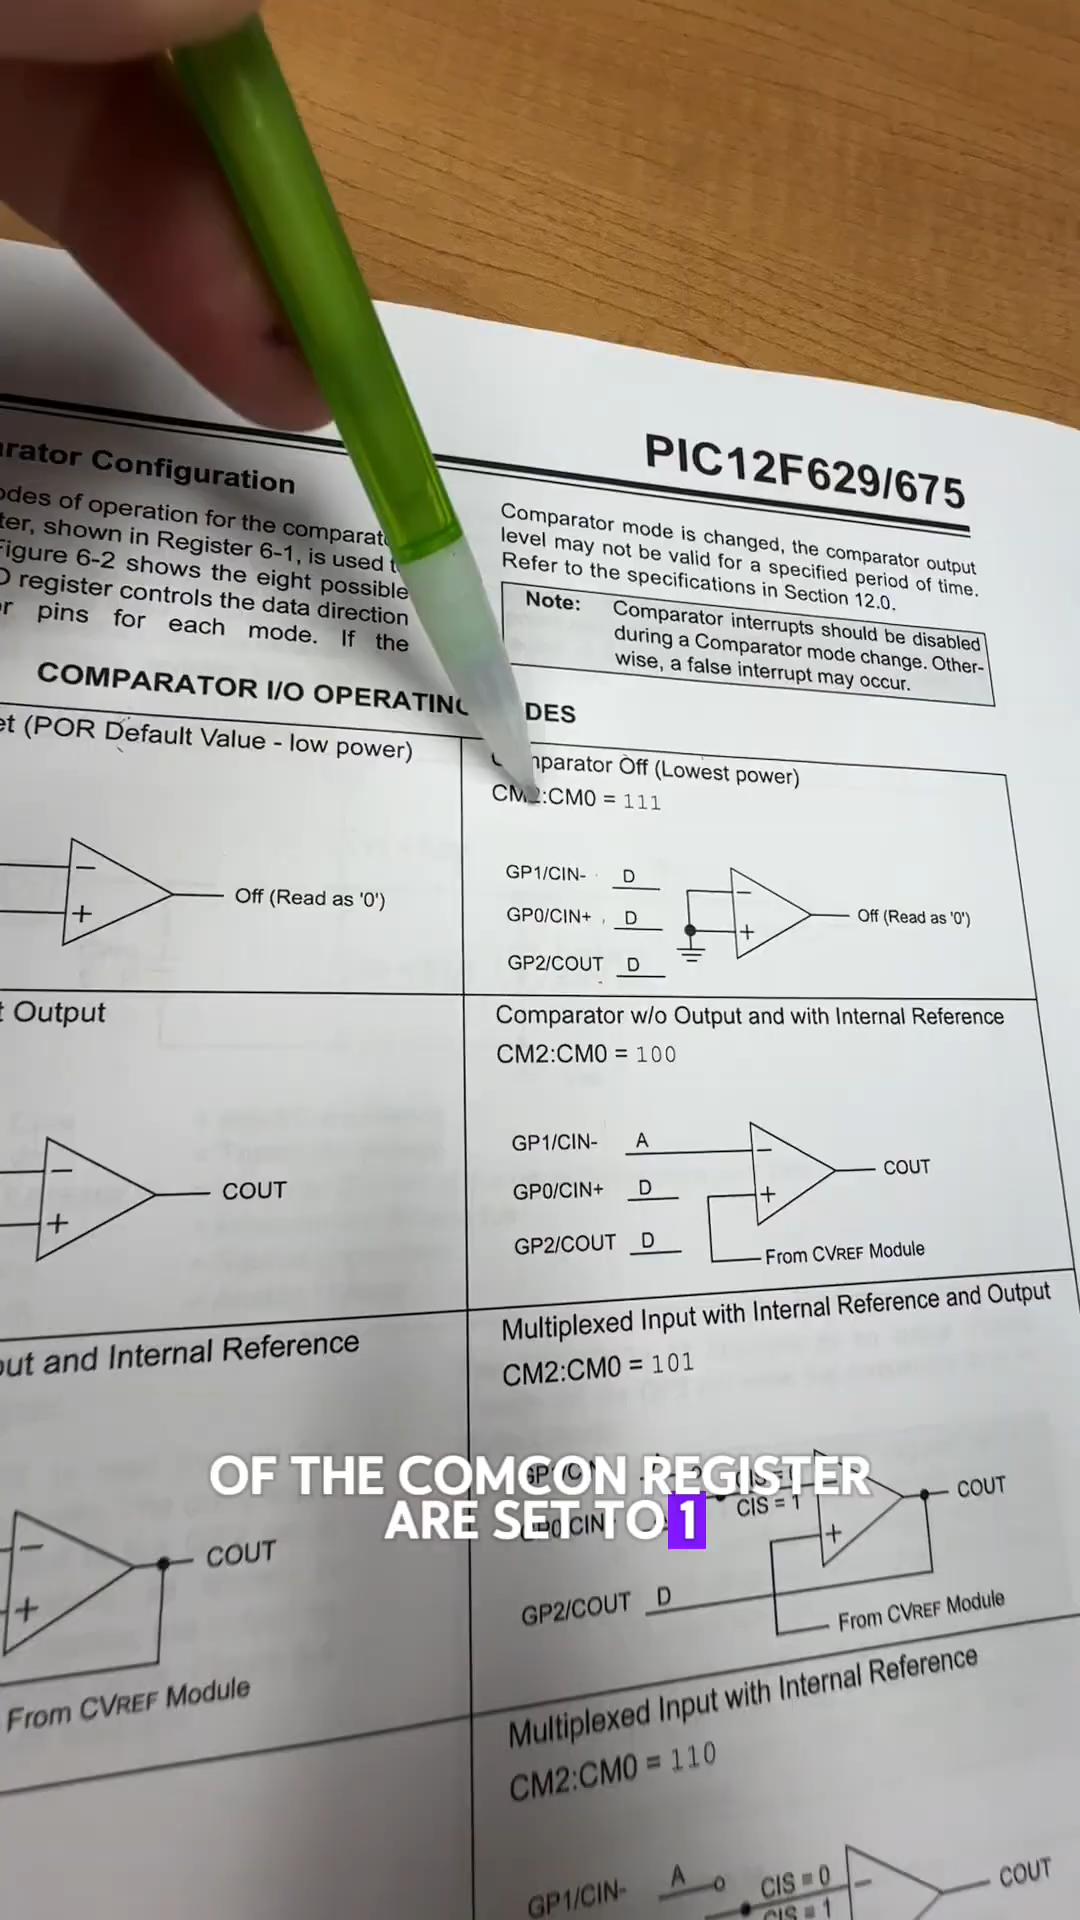 PIC12F629/675
rator Configuration
odes of operation for the comparat
ter, shown in Register 6-1, is used
igure 6-2 shows the eight possible
O register controls the data direction
r pins for each mode. If the
Comparator mode is changed, the comparator output
level may not be valid for a specified period of time.
Refer to the specifications in Section 12.0.
Note: Comparator interrupts should be disabled
during a Comparator mode change. Other-
wise, a false interrupt may occur.
COMPARATOR I/O OPERATING DES
et (POR Default Value - low power)
Off (Read as '0')
mparator Off (Lowest power)
CM2:CM0 = 111
GP1/CIN- D
GP0/CIN+ D
GP2/COUT D
Off (Read as '0')
t Output
COUT
Comparator w/o Output and with Internal Reference
CM2:CM0 = 100
GP1/CIN- A
GP0/CIN+ D
GP2/COUT D
COUT
From CVREF Module
out and Internal Reference
COUT
From CVREF Module
Multiplexed Input with Internal Reference and Output
CM2:CM0 = 101
OF THE COMCON REGISTER
ARE SET TO 1
CIS = 1
COUT
GP2/COUT D
From CVREF Module
Multiplexed Input with Internal Reference
CM2:CM0 = 110
GP1/CIN- A
CIS = 0
CIS = 1
COUT